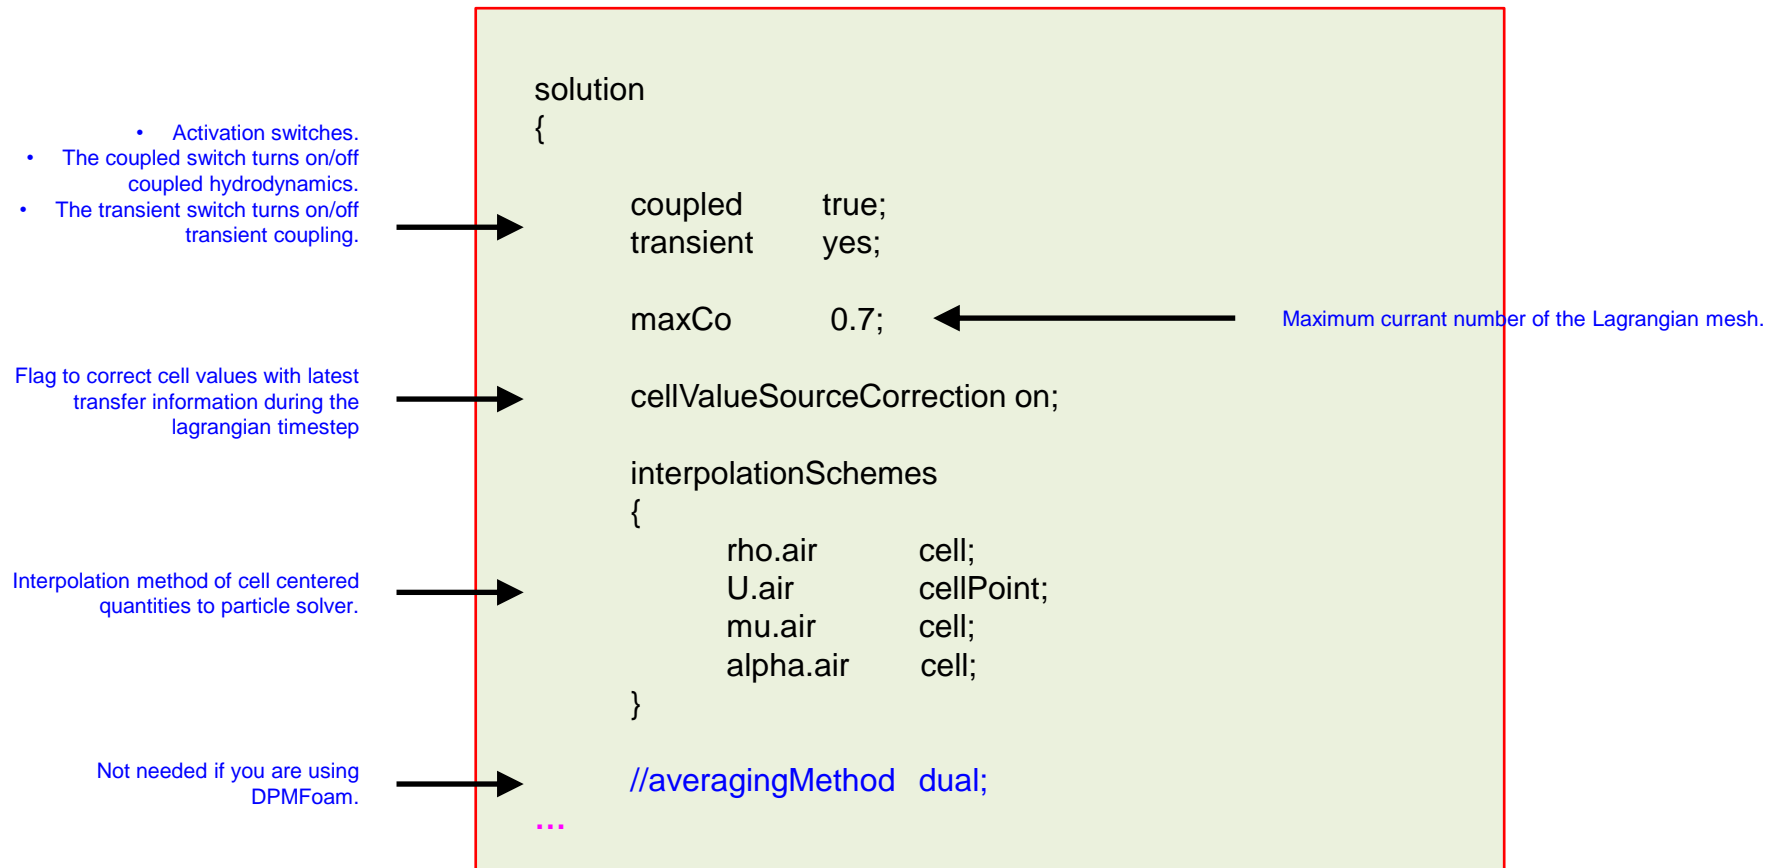 • Activation switches.
• The coupled switch turns on/off
coupled hydrodynamics.
• The transient switch turns on/off
transient coupling.
Flag to correct cell values with latest
transfer information during the
lagrangian timestep
Interpolation method of cell centered
quantities to particle solver.
Not needed if you are using
DPMFoam.
solution
{
coupled true;
transient yes;
maxCo 0.7;
cellValueSourceCorrection on;
interpolationSchemes
{
rho.air cell;
U.air cellPoint;
mu.air cell;
alpha.air cell;
}
//averagingMethod dual;
...
Maximum currant number of the Lagrangian mesh.